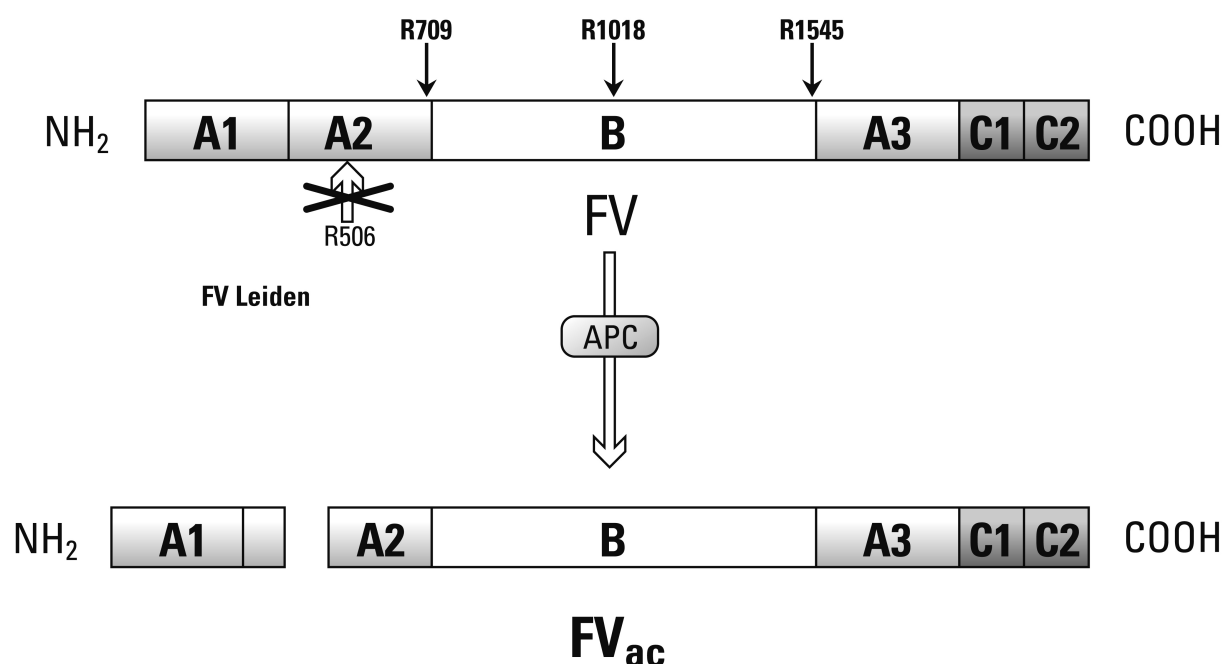 R709 R1018 R1545
NH₂ A1 A2 B A3 C1 C2 COOH
R506
FV
FV Leiden
APC
NH₂ A1 A2 B A3 C1 C2 COOH
FVac